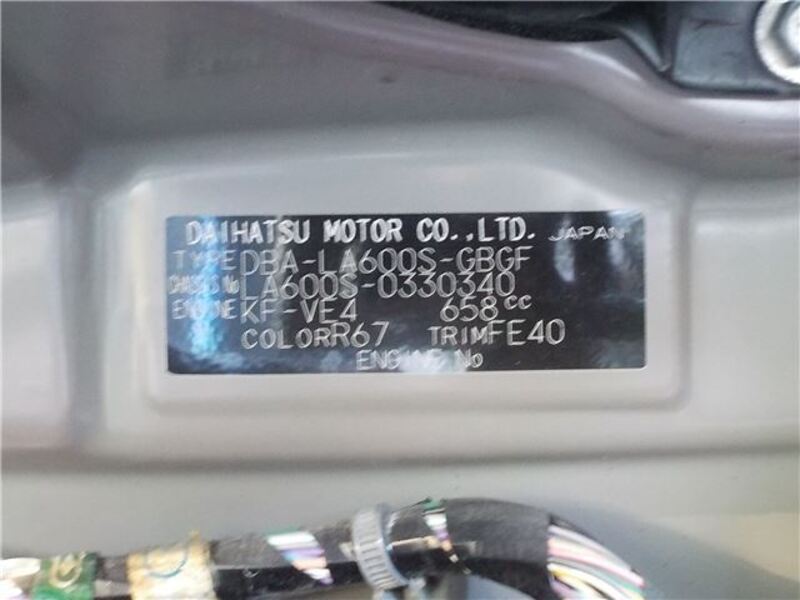 DAIHATSU MOTOR CO.,LTD. JAPAN
TYPE DBA-LA600S-GBGF
CHASSIS No LA600S-0330340
ENGINE KF-VE4 658cc
COLOR R67 TRIM FE40
ENGINE No